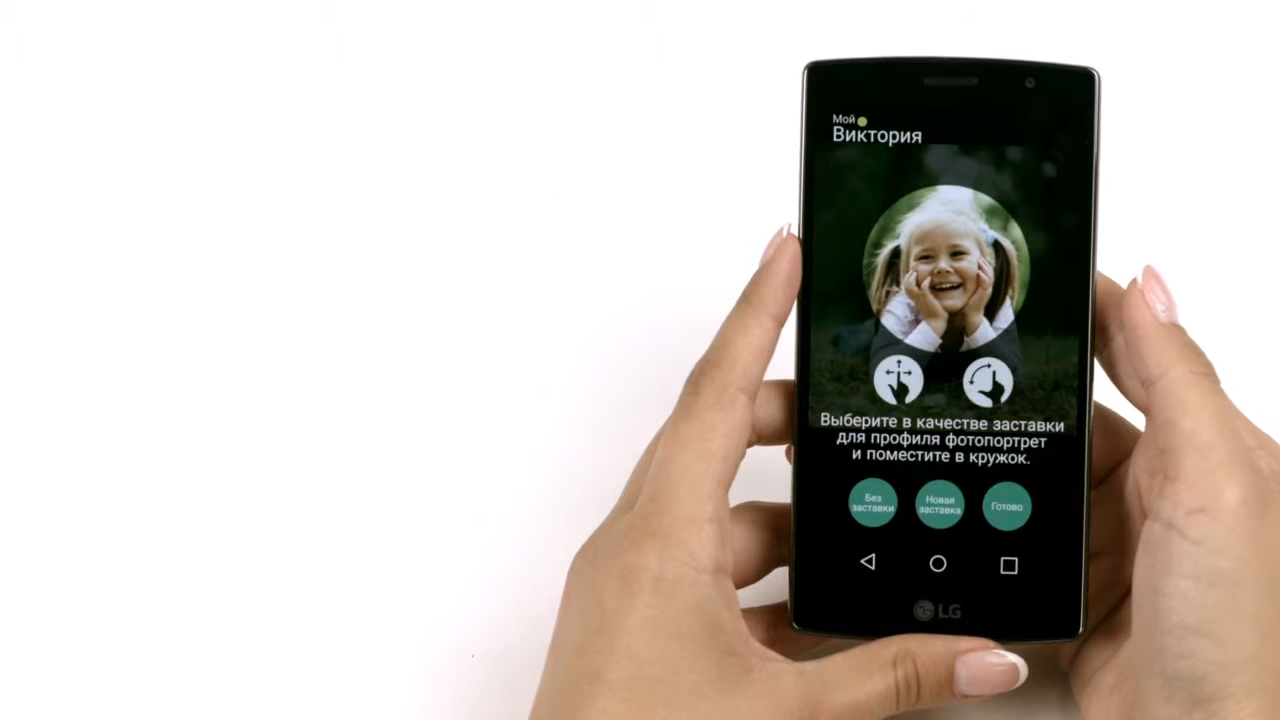 Мой
Виктория
Выберите в качестве заставки
для профиля фотопортрет
и поместите в кружок.
Без
заставки
Новая
заставка
Готово
LG